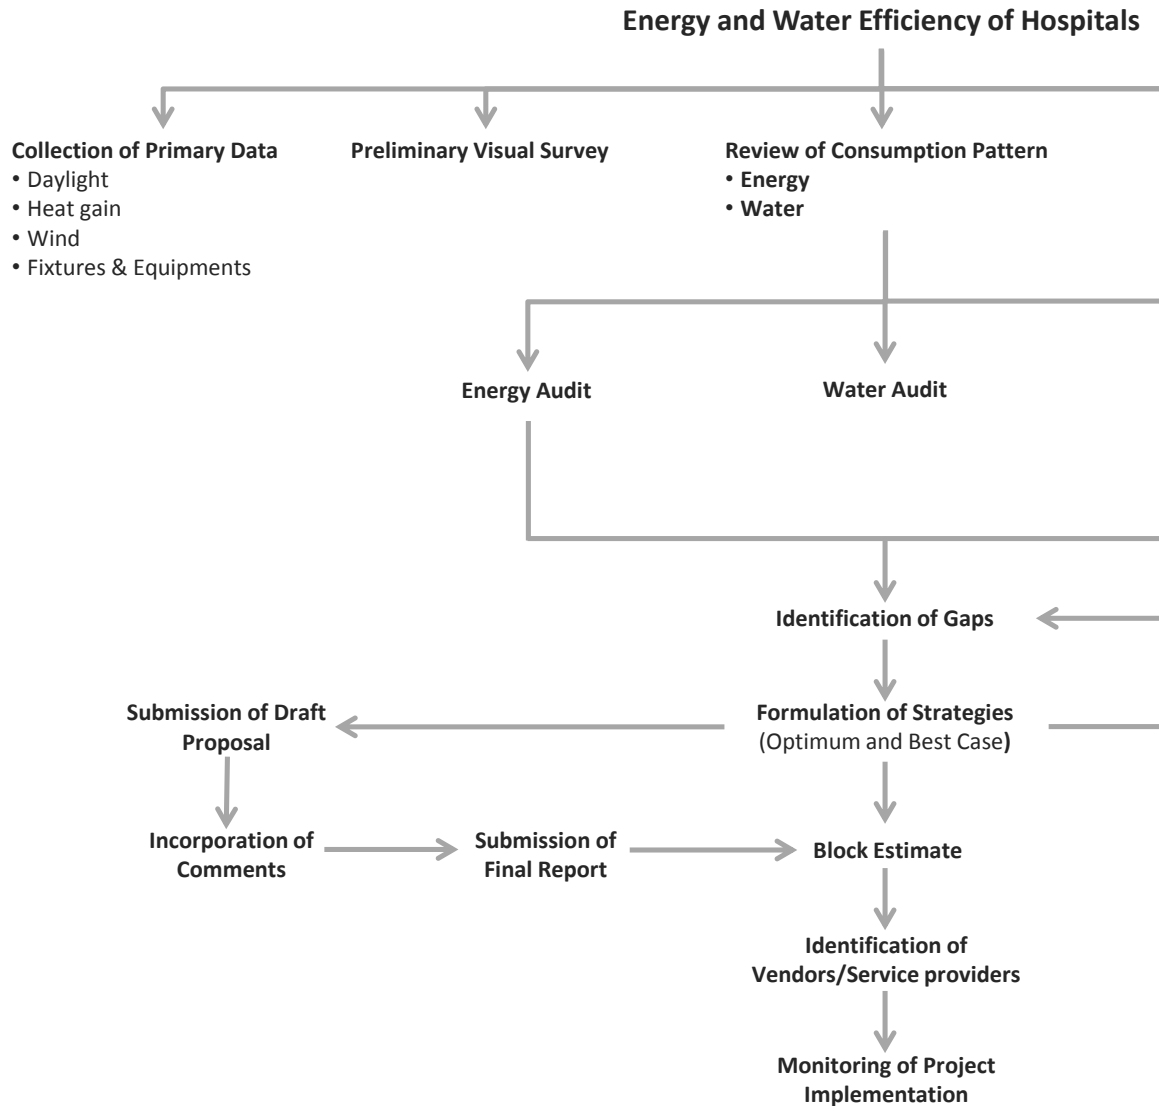 Energy and Water Efficiency of Hospitals
Collection of Primary Data
• Daylight
• Heat gain
• Wind
• Fixtures & Equipments
Preliminary Visual Survey
Review of Consumption Pattern
• Energy
• Water
Energy Audit
Water Audit
Identification of Gaps
Submission of Draft
Proposal
Formulation of Strategies
(Optimum and Best Case)
Incorporation of
Comments
Submission of
Final Report
Block Estimate
Identification of
Vendors/Service providers
Monitoring of Project
Implementation